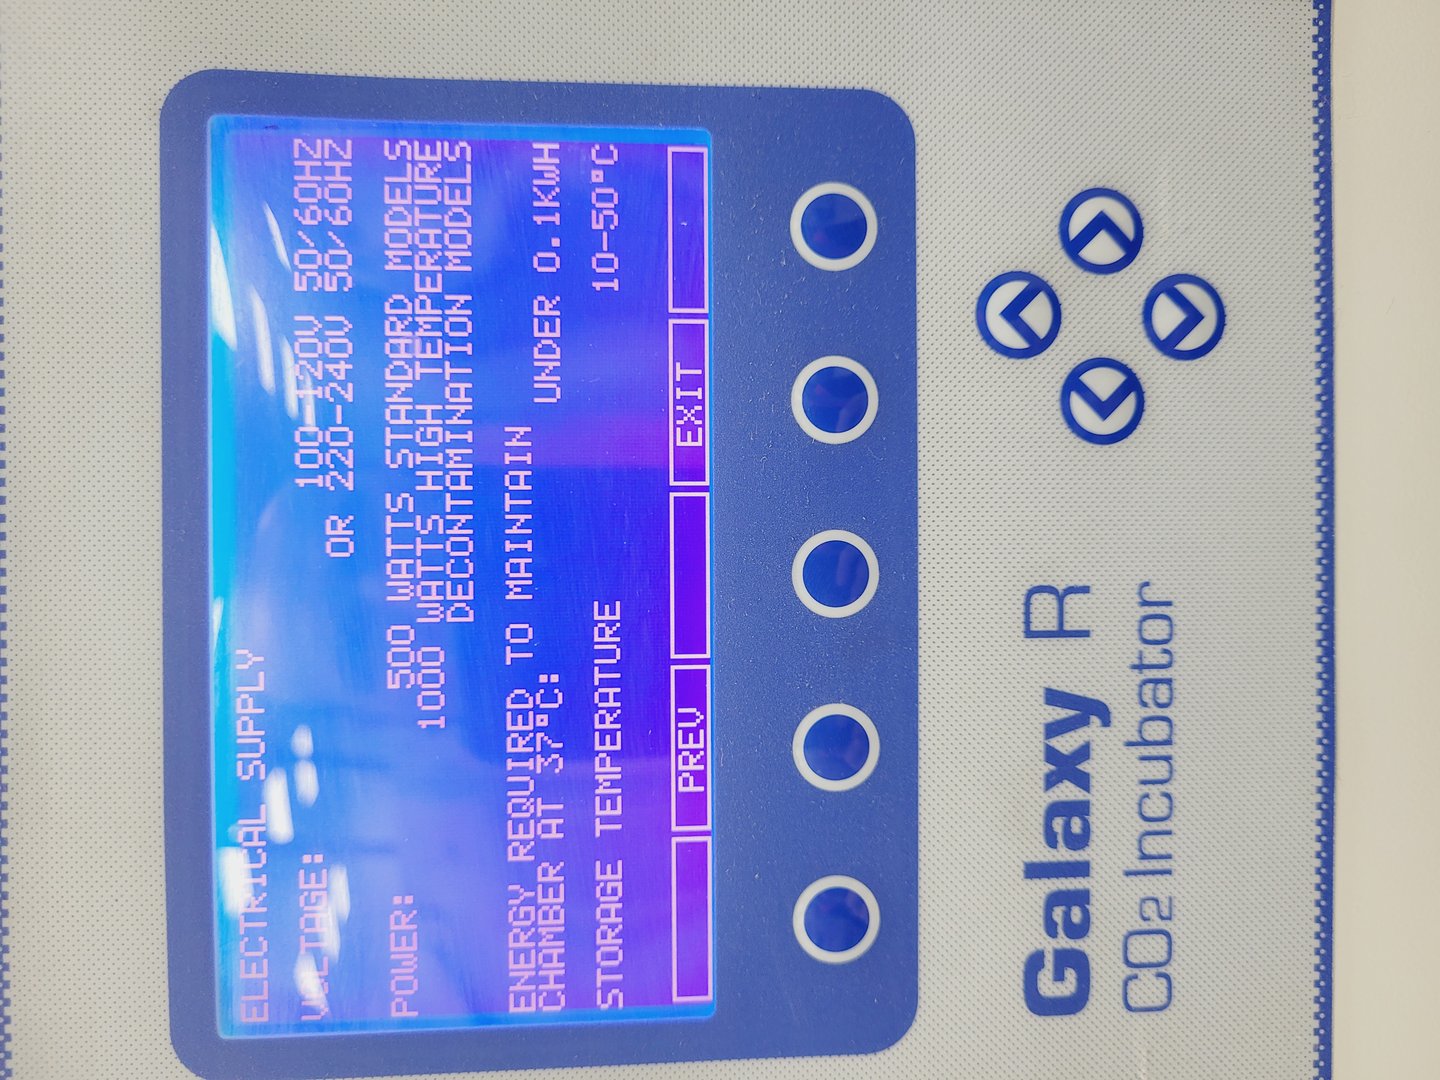 ELECTRICAL SUPPLY
VOLTAGE: 100-120V 50/60HZ
OR 220-240V 50/60HZ
POWER: 500 WATTS STANDARD MODELS
1000 WATTS HIGH TEMPERATURE
DECONTAMINATION MODELS
ENERGY REQUIRED TO MAINTAIN
CHAMBER AT 37°C: UNDER 0.1KWH
STORAGE TEMPERATURE 10-50°C
PREV EXIT
Galaxy R
CO2 Incubator